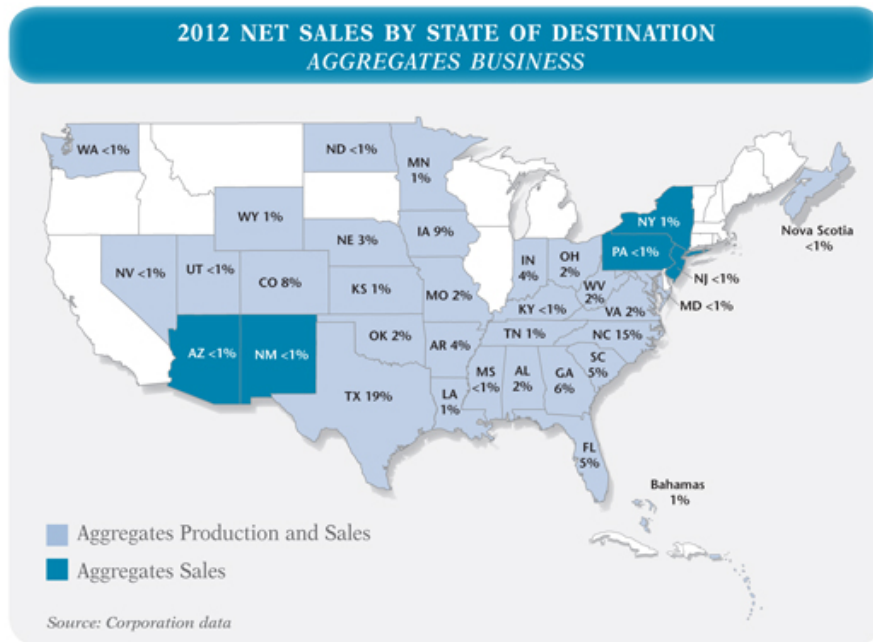 2012 NET SALES BY STATE OF DESTINATION
AGGREGATES BUSINESS
WA <1%
ND <1%
MN
1%
WY 1%
NE 3%
IA 9%
NY 1%
PA <1%
Nova Scotia
<1%
NV <1%
UT <1%
CO 8%
KS 1%
MO 2%
IN
4%
OH
2%
WV
2%
NJ <1%
MD <1%
KY <1%
VA 2%
AZ <1%
NM <1%
OK 2%
AR 4%
TN 1%
NC 15%
SC
5%
TX 19%
LA
1%
MS
<1%
AL
2%
GA
6%
FL
5%
Bahamas
1%
Aggregates Production and Sales
Aggregates Sales
Source: Corporation data